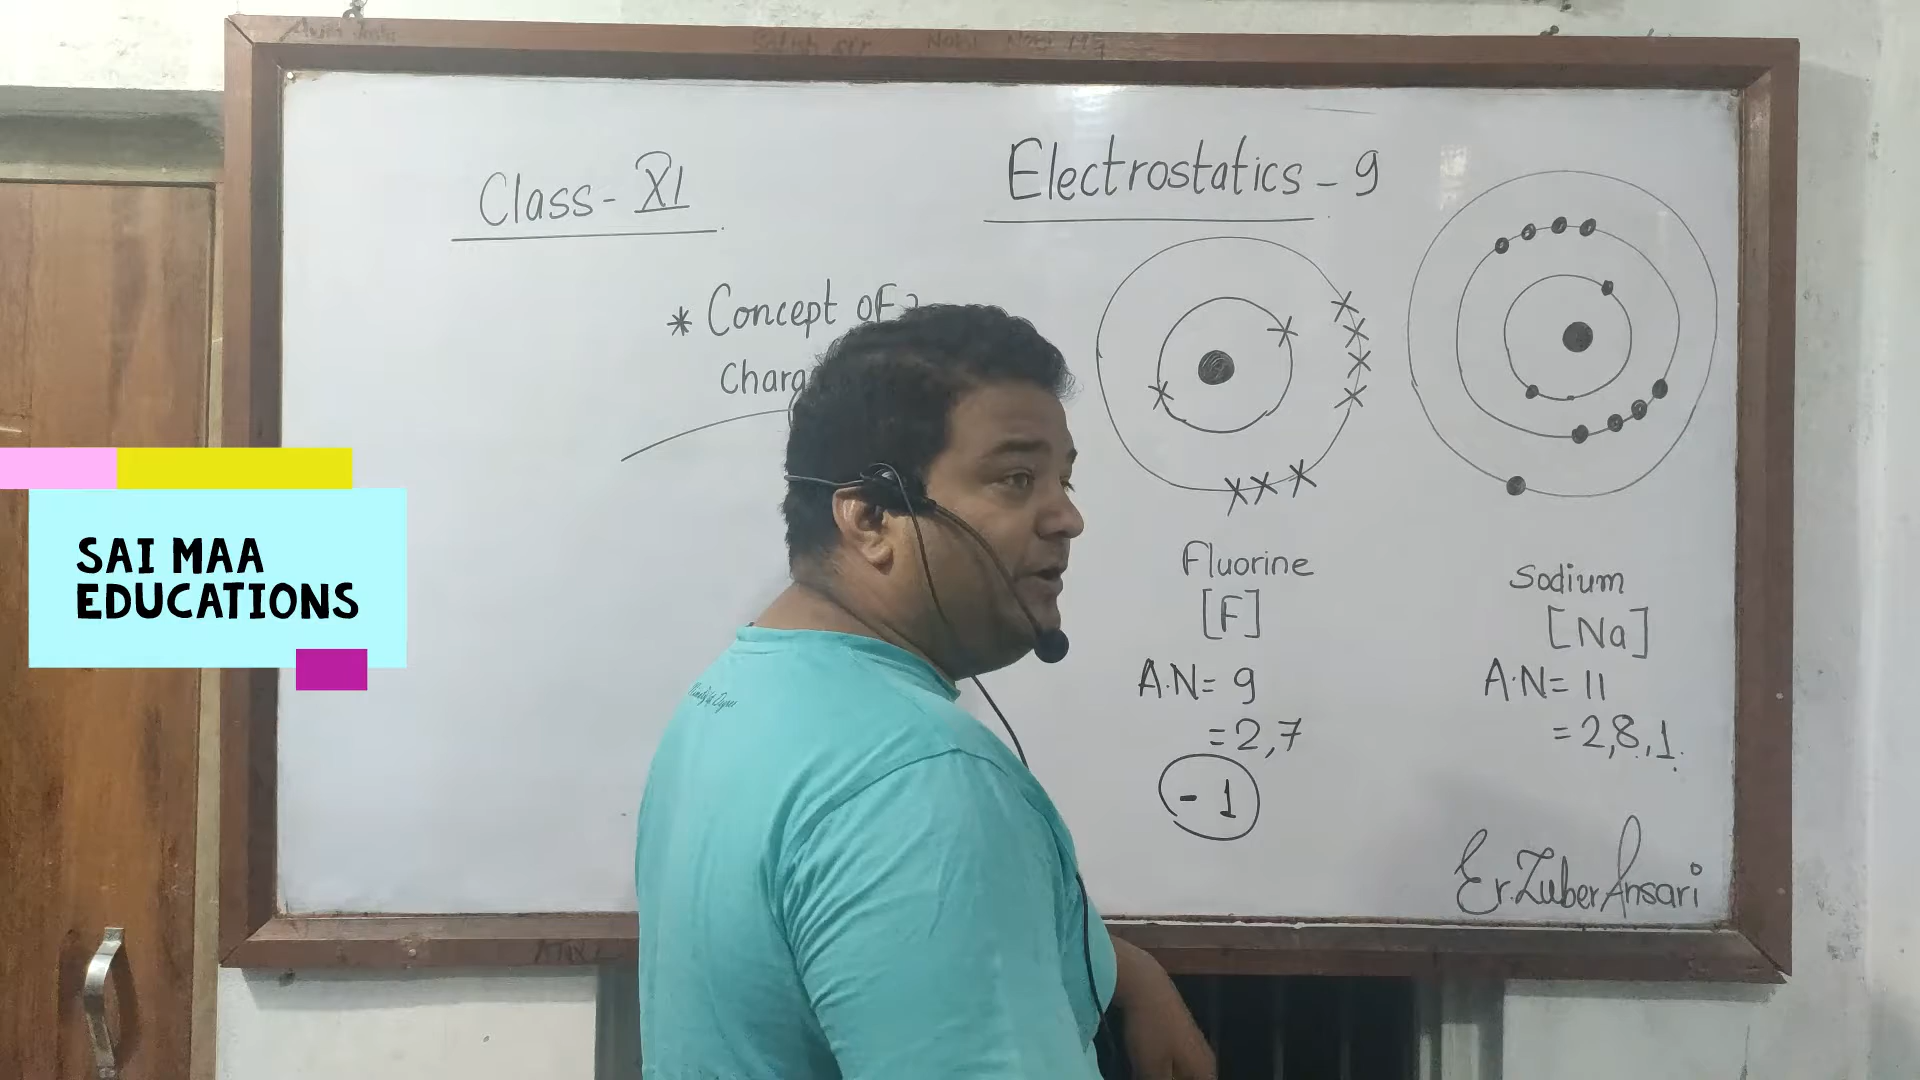 Class - XI
Electrostatics - 9
* Concept of
Charg
SAI MAA
EDUCATIONS
Fluorine
[F]
A.N= 9
=2,7
- 1
Sodium
[Na]
A.N= 11
= 2,8,1.
Er. Zuber Ansari